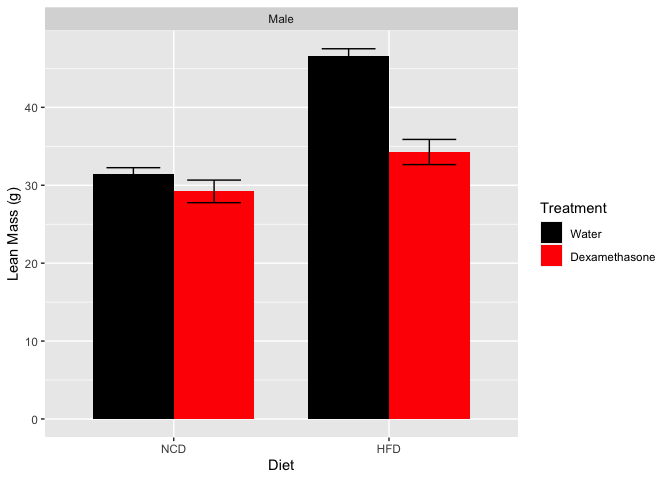 Male
Lean Mass (g)
40
30
20
10
0
NCD
HFD
Diet
Treatment
Water
Dexamethasone